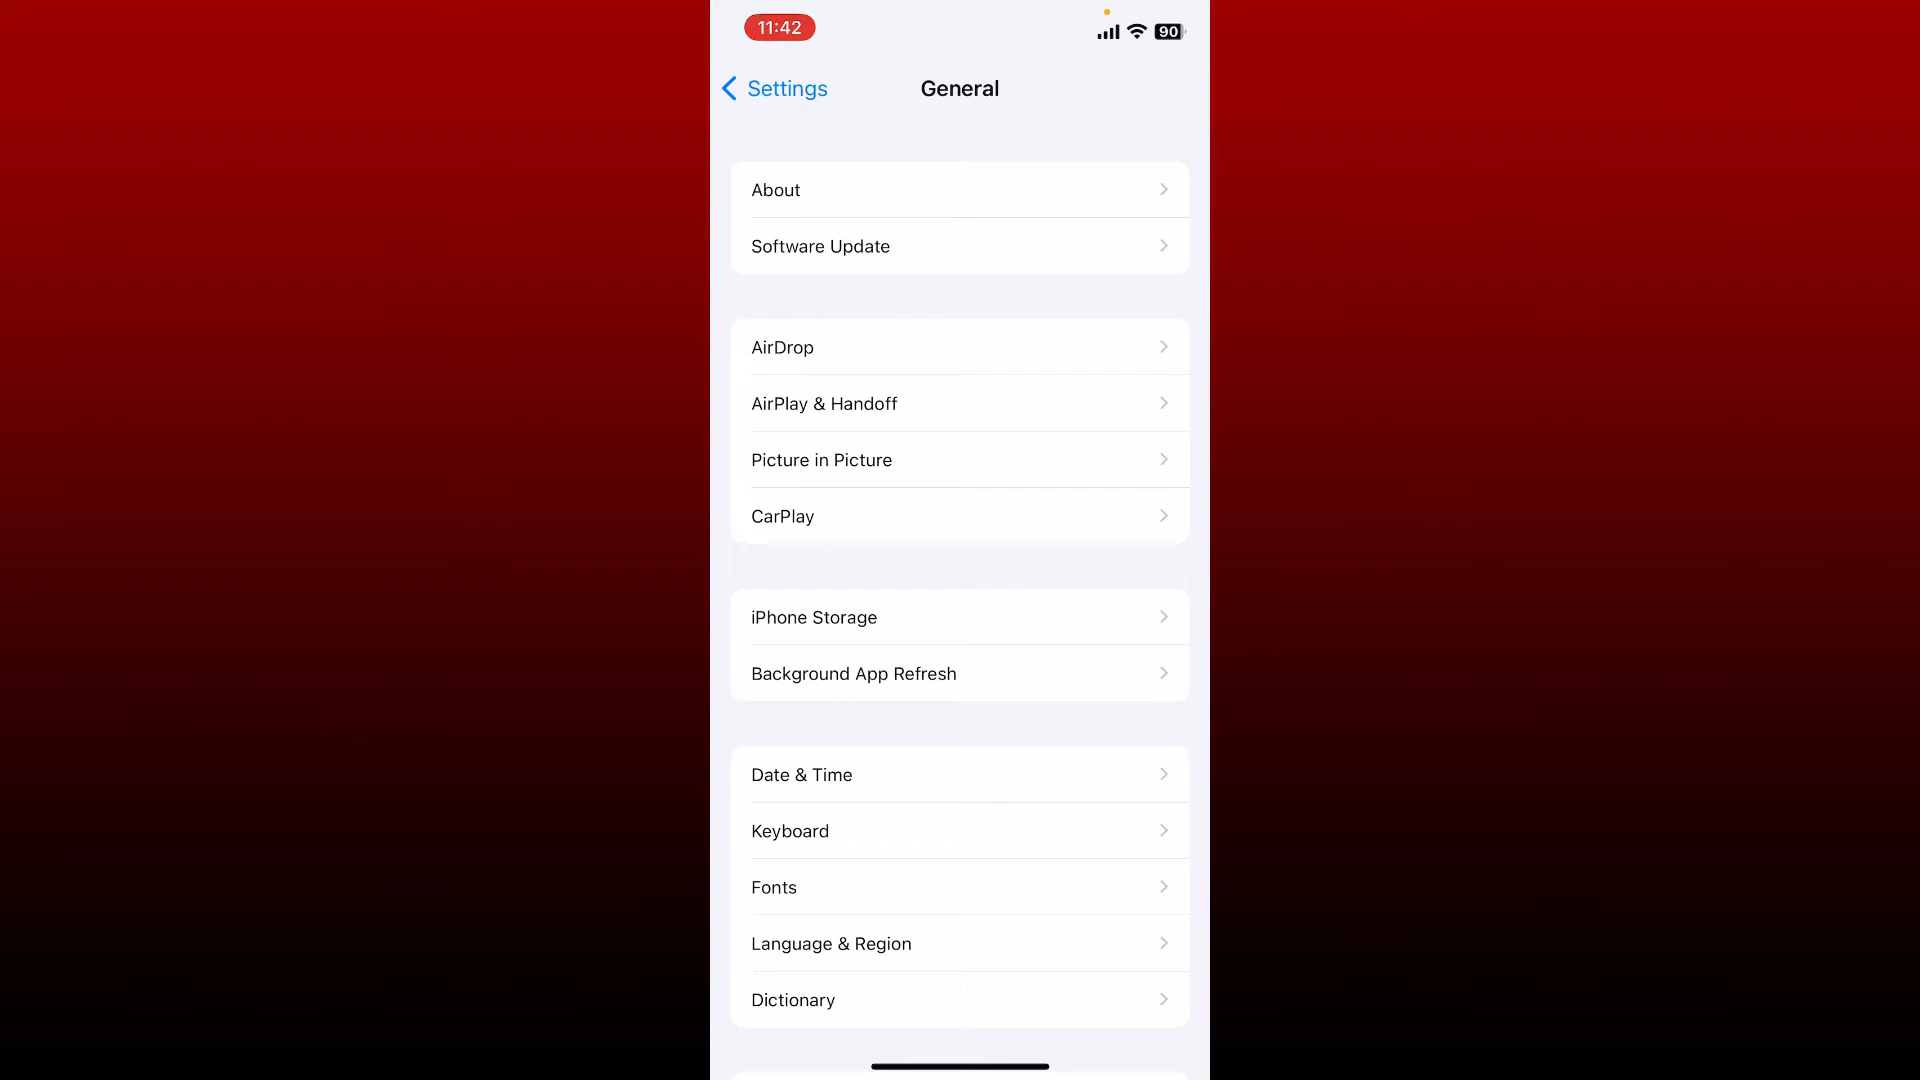 11:42
90
Settings
General
About
Software Update
AirDrop
AirPlay & Handoff
Picture in Picture
CarPlay
iPhone Storage
Background App Refresh
Date & Time
Keyboard
Fonts
Language & Region
Dictionary